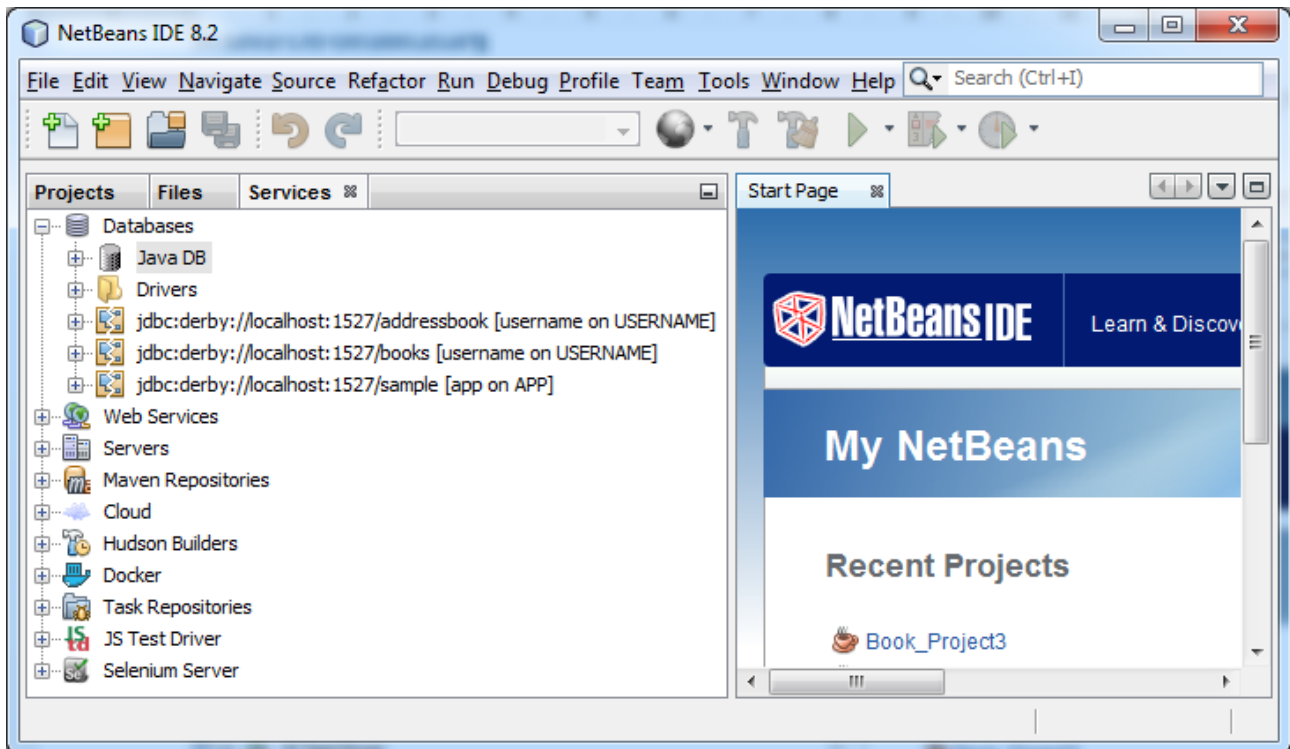 NetBeans IDE 8.2
File Edit View Navigate Source Refactor Run Debug Profile Team Tools Window Help Search (Ctrl+I)
Projects Files Services
Start Page
Databases
Java DB
Drivers
jdbc:derby://localhost:1527/addressbook [username on USERNAME]
jdbc:derby://localhost:1527/books [username on USERNAME]
jdbc:derby://localhost:1527/sample [app on APP]
Web Services
Servers
Maven Repositories
Cloud
Hudson Builders
Docker
Task Repositories
JS Test Driver
Selenium Server
NetBeans IDE
Learn & Discov
My NetBeans
Recent Projects
Book_Project3